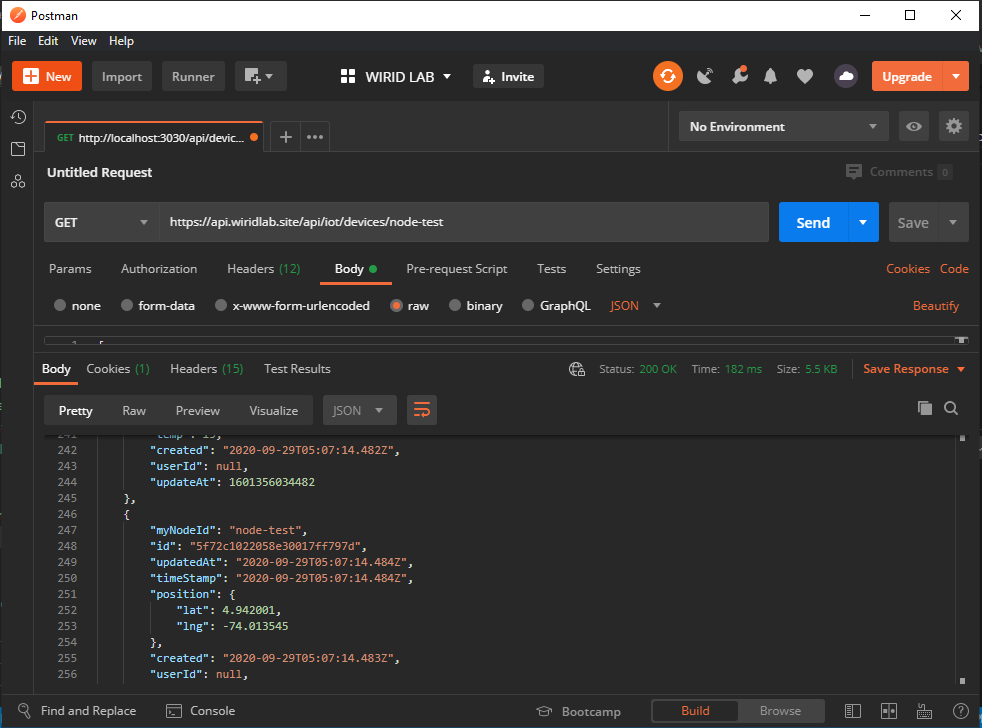 Postman
File Edit View Help
New Import Runner WIRID LAB Invite Upgrade
GET http://localhost:3030/api/devic... No Environment
Untitled Request Comments 0
GET https://api.wiridlab.site/api/iot/devices/node-test Send Save
Params Authorization Headers (12) Body Pre-request Script Tests Settings Cookies Code
none form-data x-www-form-urlencoded raw binary GraphQL JSON Beautify
Body Cookies (1) Headers (15) Test Results Status: 200 OK Time: 182 ms Size: 5.5 KB Save Response
Pretty Raw Preview Visualize JSON
242 "created": "2020-09-29T05:07:14.482Z",
243 "userId": null,
244 "updateAt": 1601356034482
245 },
246 {
247 "myNodeId": "node-test",
248 "id": "5f72c1022058e30017ff797d",
249 "updatedAt": "2020-09-29T05:07:14.484Z",
250 "timeStamp": "2020-09-29T05:07:14.484Z",
251 "position": {
252 "lat": 4.942001,
253 "lng": -74.013545
254 },
255 "created": "2020-09-29T05:07:14.483Z",
256 "userId": null,
Find and Replace Console Bootcamp Build Browse